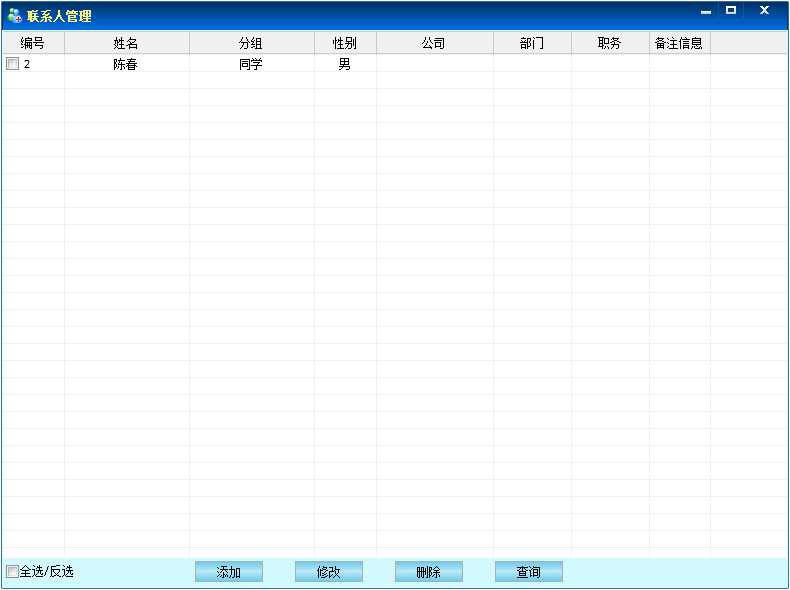 联系人管理
编号 姓名 分组 性别 公司 部门 职务 备注信息
2 陈春 同学 男
全选/反选 添加 修改 删除 查询